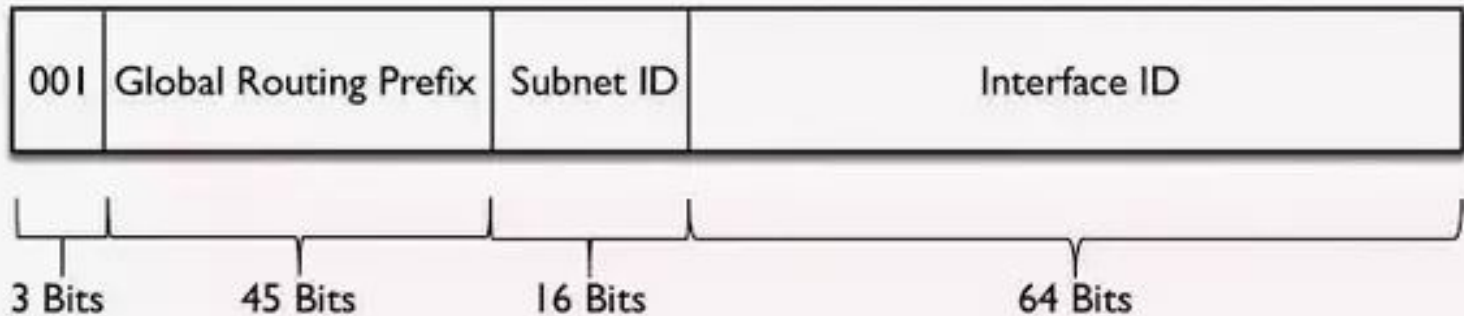 001 Global Routing Prefix Subnet ID Interface ID
3 Bits 45 Bits 16 Bits 64 Bits